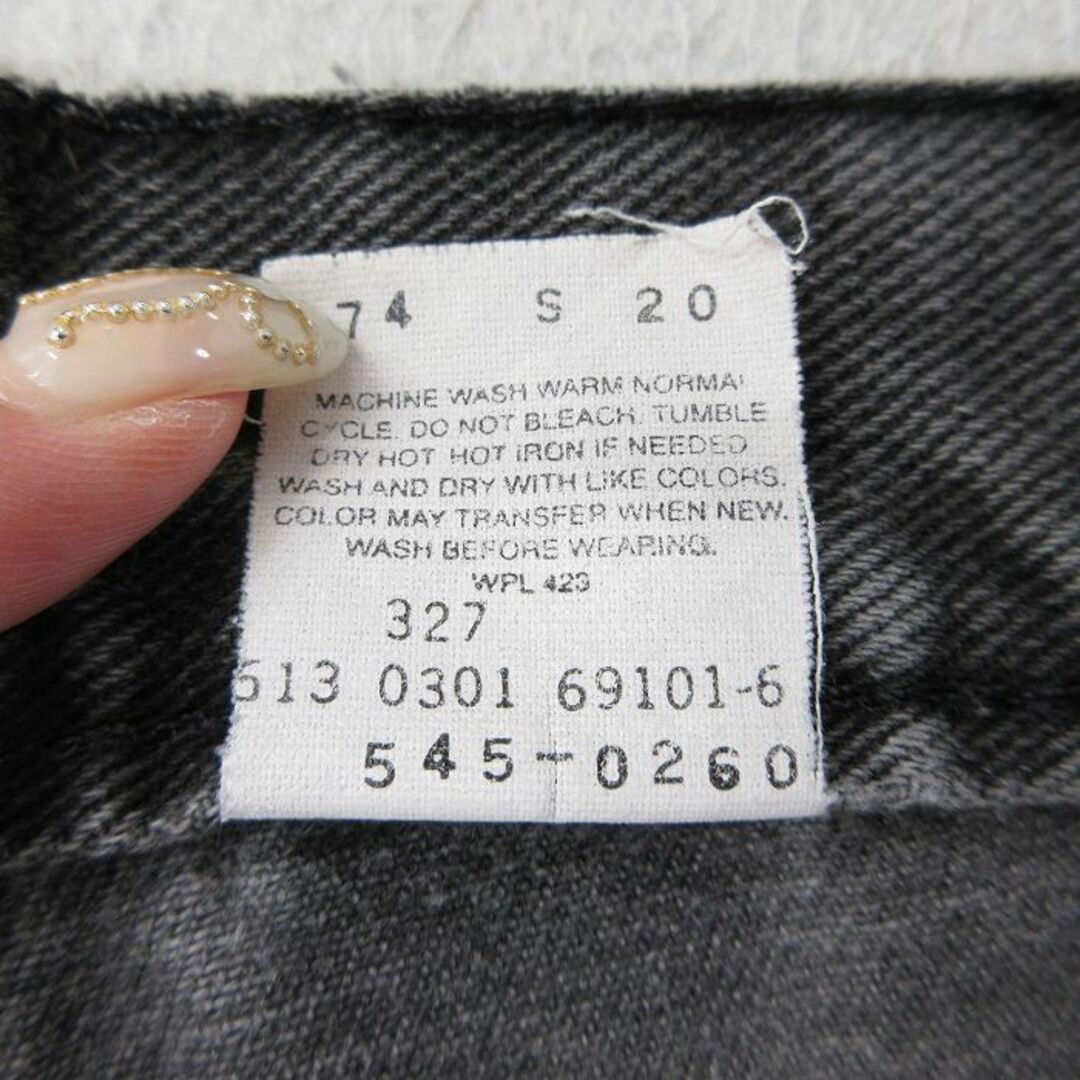 74 S 20
MACHINE WASH WARM NORMAL
CYCLE. DO NOT BLEACH. TUMBLE
DRY HOT. HOT IRON IF NEEDED
WASH AND DRY WITH LIKE COLORS.
COLOR MAY TRANSFER WHEN NEW.
WASH BEFORE WEARING.
WPL 423
327
613 0301 69101-6
545-0260